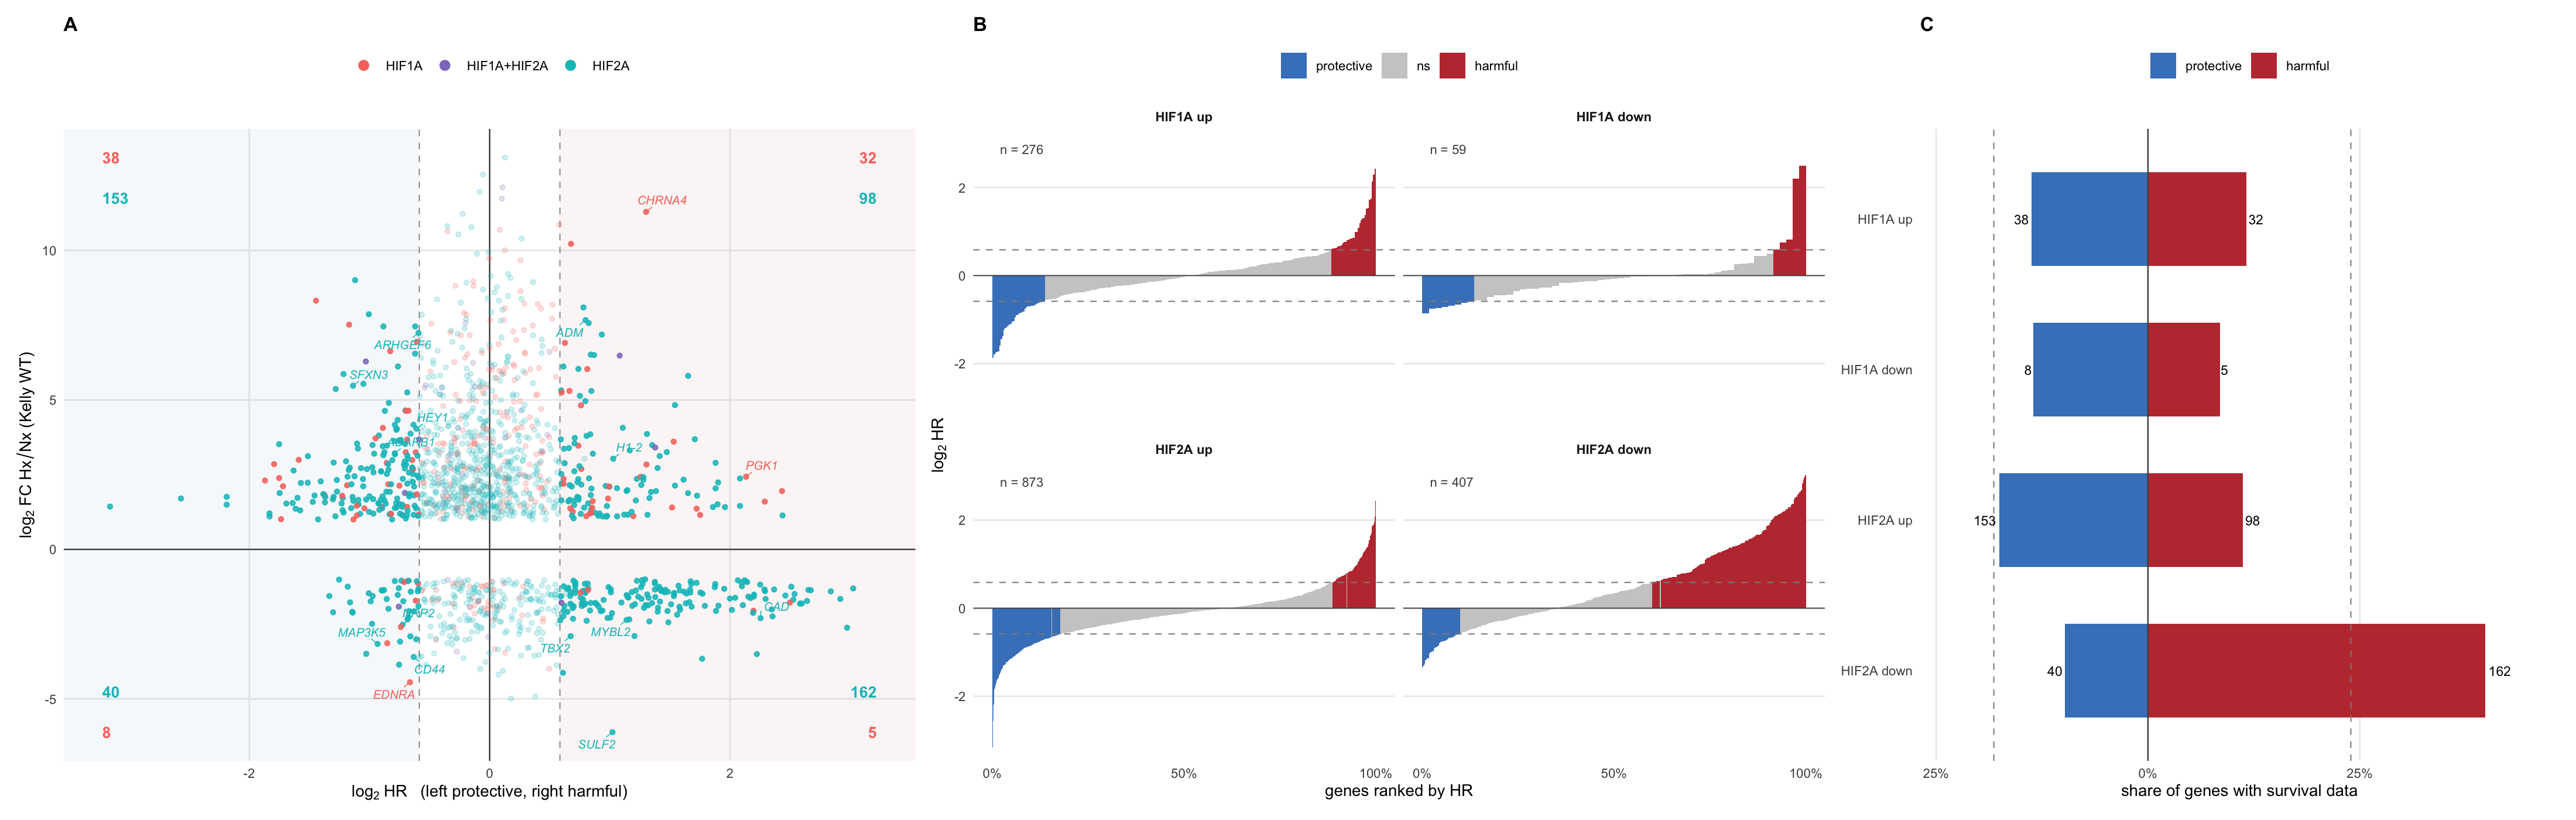 A
HIF1A
HIF1A+HIF2A
HIF2A
38
32
153
98
CHRNA4
ADM
ARHGEF6
SFXN3
HEY1
ADARB1
H1-2
PGK1
MAP2
CAD
MAP3K5
MYBL2
TBX2
CD44
EDNRA
SULF2
40
162
8
5
10
5
0
-5
-2
0
2
log2 FC Hx/Nx (Kelly WT)
log2 HR (left protective, right harmful)
B
protective
ns
harmful
HIF1A up
HIF1A down
n = 276
n = 59
2
0
-2
HIF2A up
HIF2A down
n = 873
n = 407
2
0
-2
log2 HR
0%
50%
100%
0%
50%
100%
genes ranked by HR
C
protective
harmful
HIF1A up
38
32
HIF1A down
8
5
HIF2A up
153
98
HIF2A down
40
162
25%
0%
25%
share of genes with survival data